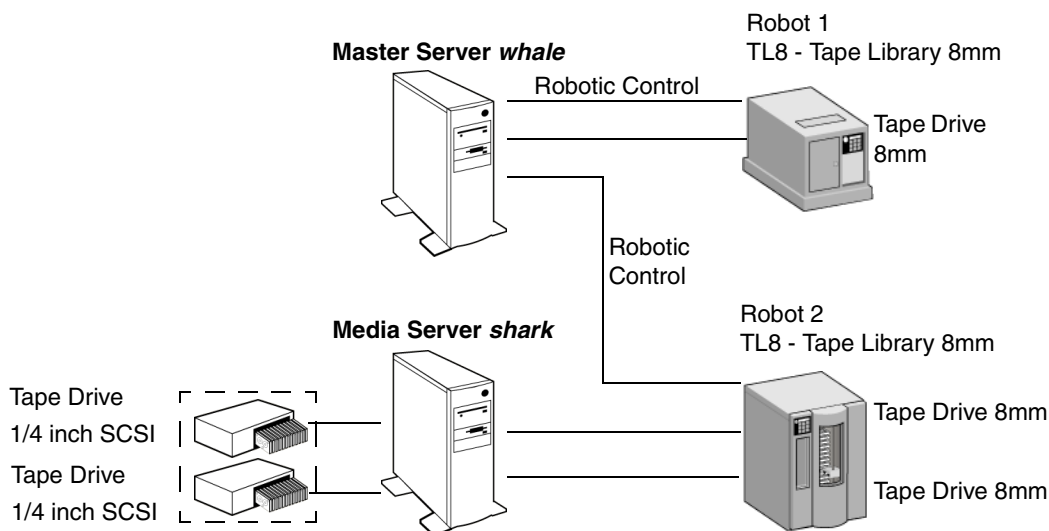 Robot 1
TL8 - Tape Library 8mm
Master Server whale
Robotic Control
Tape Drive
8mm
Robotic
Control
Robot 2
TL8 - Tape Library 8mm
Media Server shark
Tape Drive
1/4 inch SCSI
Tape Drive
1/4 inch SCSI
Tape Drive 8mm
Tape Drive 8mm